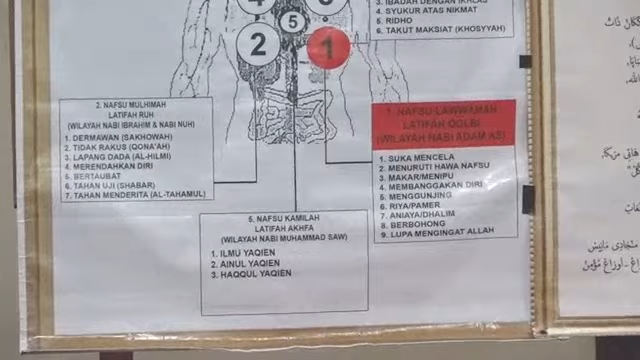 4
3. IBADAH DENGAN IKHLAS
4. SYUKUR ATAS NIKMAT
5. RIDHO
6. TAKUT MAKSIAT (KHOSYYAH)
5
2
1
2. NAFSU MULHIMAH
LATIFAH RUH
(WILAYAH NABI IBRAHIM & NABI NUH)
1. DERMAWAN (SAKHOWAH)
2. TIDAK RAKUS (QONA'AH)
3. LAPANG DADA (AL-HILMI)
4. MERENDAHKAN DIRI
5. BERTAUBAT
6. TAHAN UJI (SHABAR)
7. TAHAN MENDERITA (AL-TAHAMUL)
1. NAFSU LAWWAMAH
LATIFAH QOLBI
(WILAYAH NABI ADAM AS)
1. SUKA MENCELA
2. MENURUTI HAWA NAFSU
3. MAKAR/MENIPU
4. MEMBANGGAKAN DIRI
5. MENGGUNJING
6. RIYA/PAMER
7. ANIAYA/DHALIM
8. BERBOHONG
9. LUPA MENGINGAT ALLAH
5. NAFSU KAMILAH
LATIFAH AKHFA
(WILAYAH NABI MUHAMMAD SAW)
1. ILMU YAQIEN
2. AINUL YAQIEN
3. HAQQUL YAQIEN